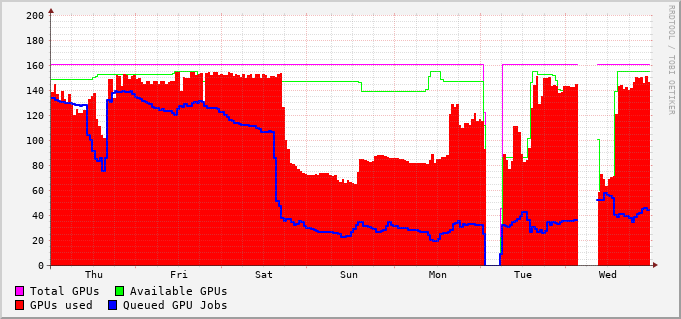 200
180
160
140
120
100
80
60
40
20
0
Thu Fri Sat Sun Mon Tue Wed
Total GPUs Available GPUs
GPUs used Queued GPU Jobs
RRDTOOL / TOBI OETIKER